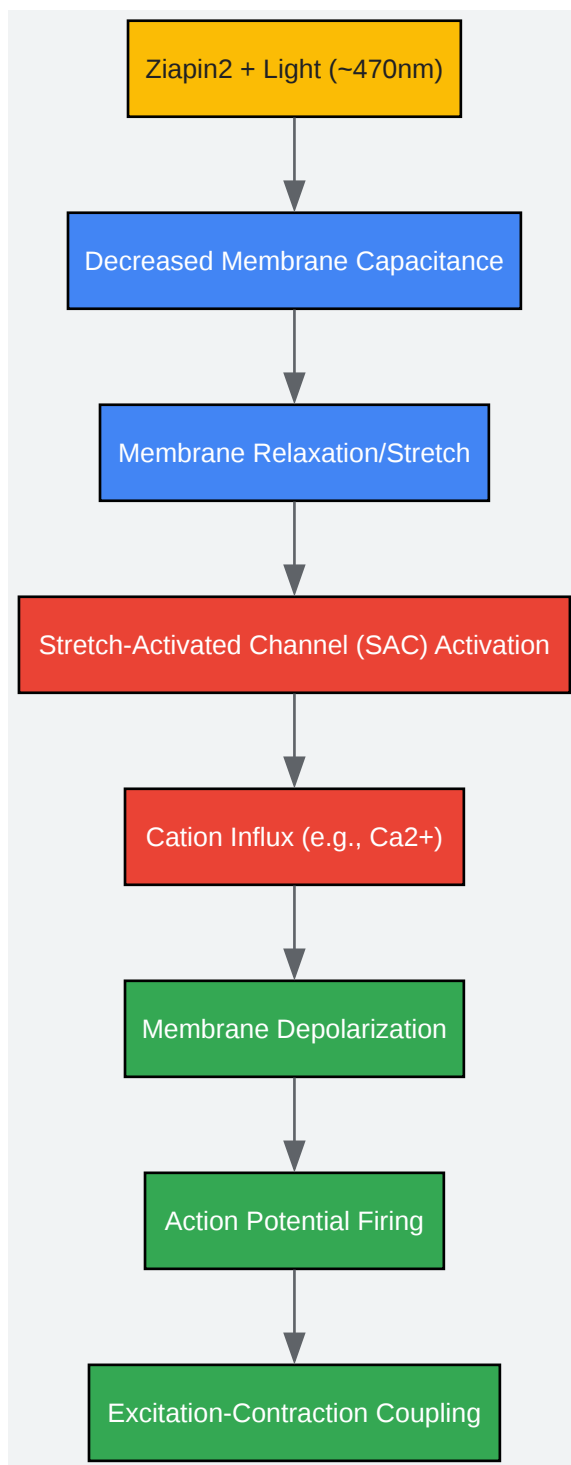 Ziapin2 + Light (~470nm)
Decreased Membrane Capacitance
Membrane Relaxation/Stretch
Stretch-Activated Channel (SAC) Activation
Cation Influx (e.g., Ca2+)
Membrane Depolarization
Action Potential Firing
Excitation-Contraction Coupling